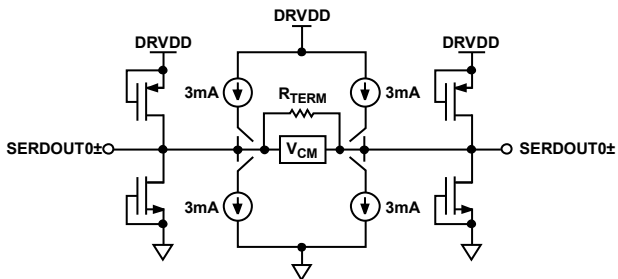 DRVDD
DRVDD
DRVDD
3mA
RTERM
3mA
SERDOUT0±
VCM
SERDOUT0±
3mA
3mA